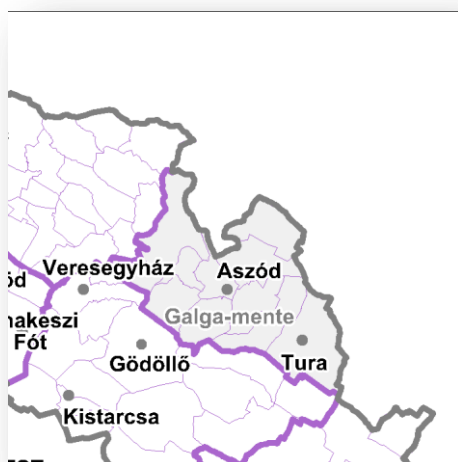 Veresegyház
Aszód
Galga-mente
Fót
Gödöllő
Tura
Kistarcsa